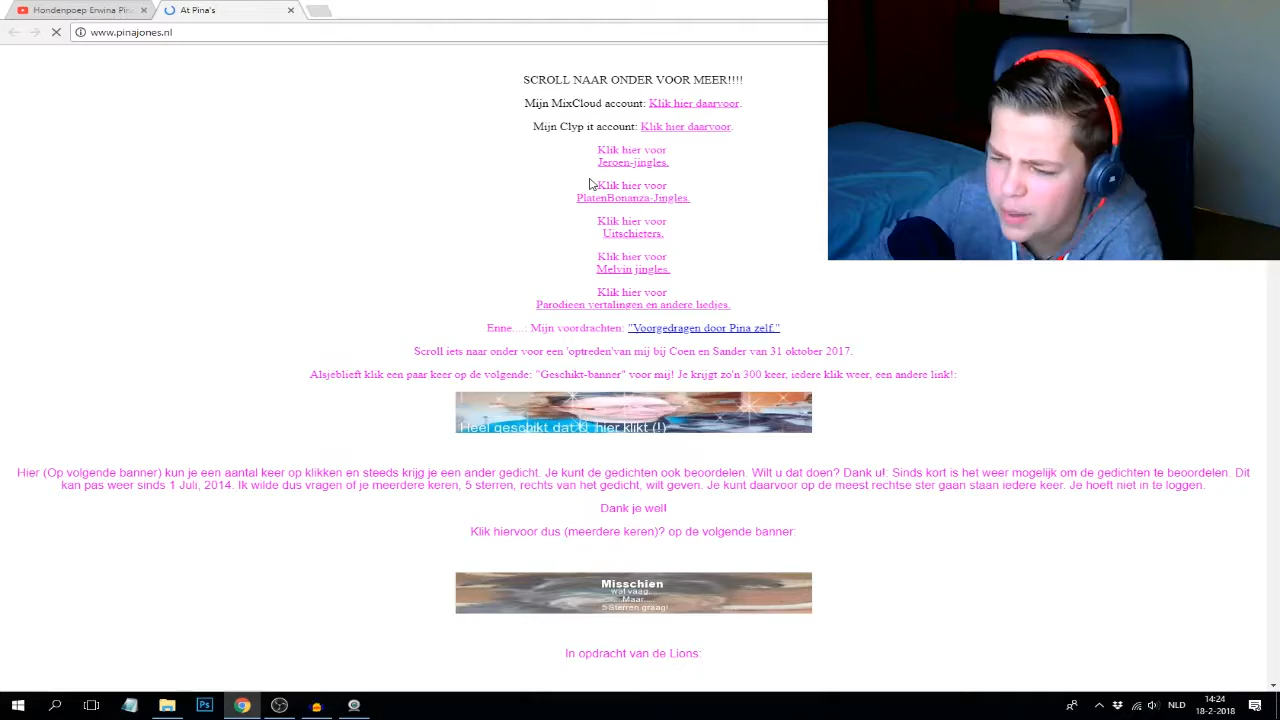 Hondenpoep Erwina Pin
At Pina's
www.pinajones.nl
SCROLL NAAR ONDER VOOR MEER!!!!
Mijn MixCloud account: Klik hier daarvoor.
Mijn Clyp it account: Klik hier daarvoor.
Klik hier voor
Jeroen-jingles.
Klik hier voor
PlatenBonanza-Jingles.
Klik hier voor
Uitschieters.
Klik hier voor
Melvin jingles.
Klik hier voor
Parodieen vertalingen en andere liedjes.
Enne....: Mijn voordrachten: "Voorgedragen door Pina zelf."
Scroll iets naar onder voor een 'optreden'van mij bij Coen en Sander van 31 oktober 2017.
Alsjeblieft klik een paar keer op de volgende: "Geschikt-banner" voor mij! Je krijgt zo'n 300 keer, iedere klik weer, een andere link!:
Heel geschikt dat U hier klikt (!)
Hier (Op volgende banner) kun je een aantal keer op klikken en steeds krijg je een ander gedicht. Je kunt de gedichten ook beoordelen. Wilt u dat doen? Dank u!: Sinds kort is het weer mogelijk om de gedichten te beoordelen. Dit
kan pas weer sinds 1 Juli, 2014. Ik wilde dus vragen of je meerdere keren, 5 sterren, rechts van het gedicht, wilt geven. Je kunt daarvoor op de meest rechtse ster gaan staan iedere keer. Je hoeft niet in te loggen.
Dank je wel!
Klik hiervoor dus (meerdere keren)? op de volgende banner:
Misschien
wat vaag....
...Maar.....
5 Sterren graag!
In opdracht van de Lions:
NLD
14:24
18-2-2018